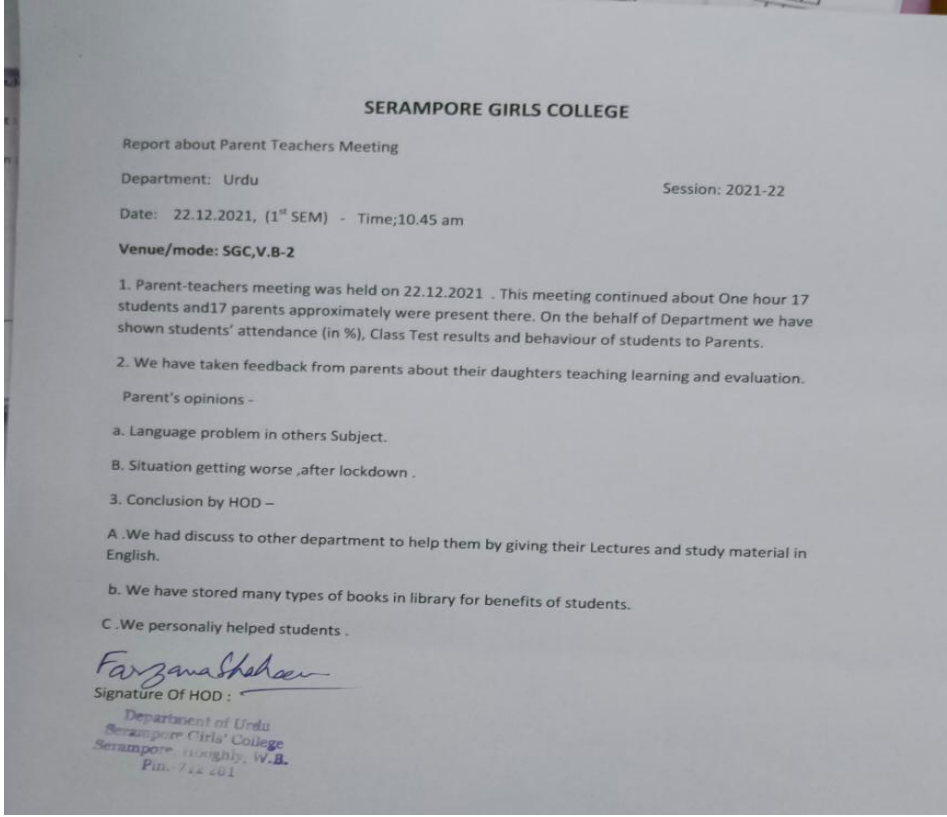 SERAMPORE GIRLS COLLEGE
Report about Parent Teachers Meeting
Department: Urdu
Session: 2021-22
Date: 22.12.2021, (1st SEM) - Time;10.45 am
Venue/mode: SGC,V.B-2
1. Parent-teachers meeting was held on 22.12.2021 . This meeting continued about One hour 17
students and17 parents approximately were present there. On the behalf of Department we have
shown students' attendance (in %), Class Test results and behaviour of students to Parents.
2. We have taken feedback from parents about their daughters teaching learning and evaluation.
Parent's opinions -
a. Language problem in others Subject.
B. Situation getting worse ,after lockdown .
3. Conclusion by HOD –
A .We had discuss to other department to help them by giving their Lectures and study material in
English.
b. We have stored many types of books in library for benefits of students.
C .We personaliy helped students .
Farzana Shaheen
Signature Of HOD :
Department of Urdu
Serampore Girls' College
Serampore, Hooghly, W.B.
Pin.-712 201